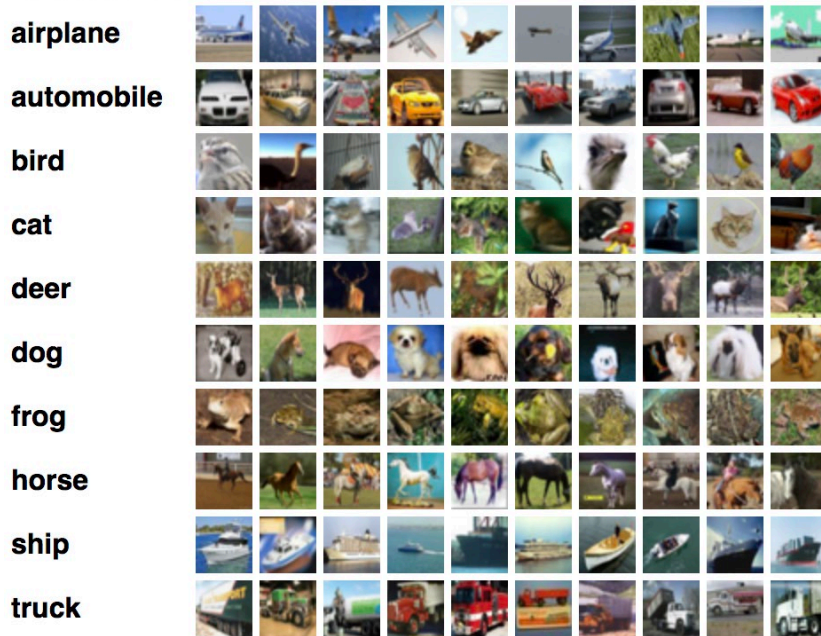 airplane
automobile
bird
cat
deer
dog
frog
horse
ship
truck